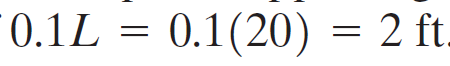 0.1L = 0.1(20) = 2 ft.